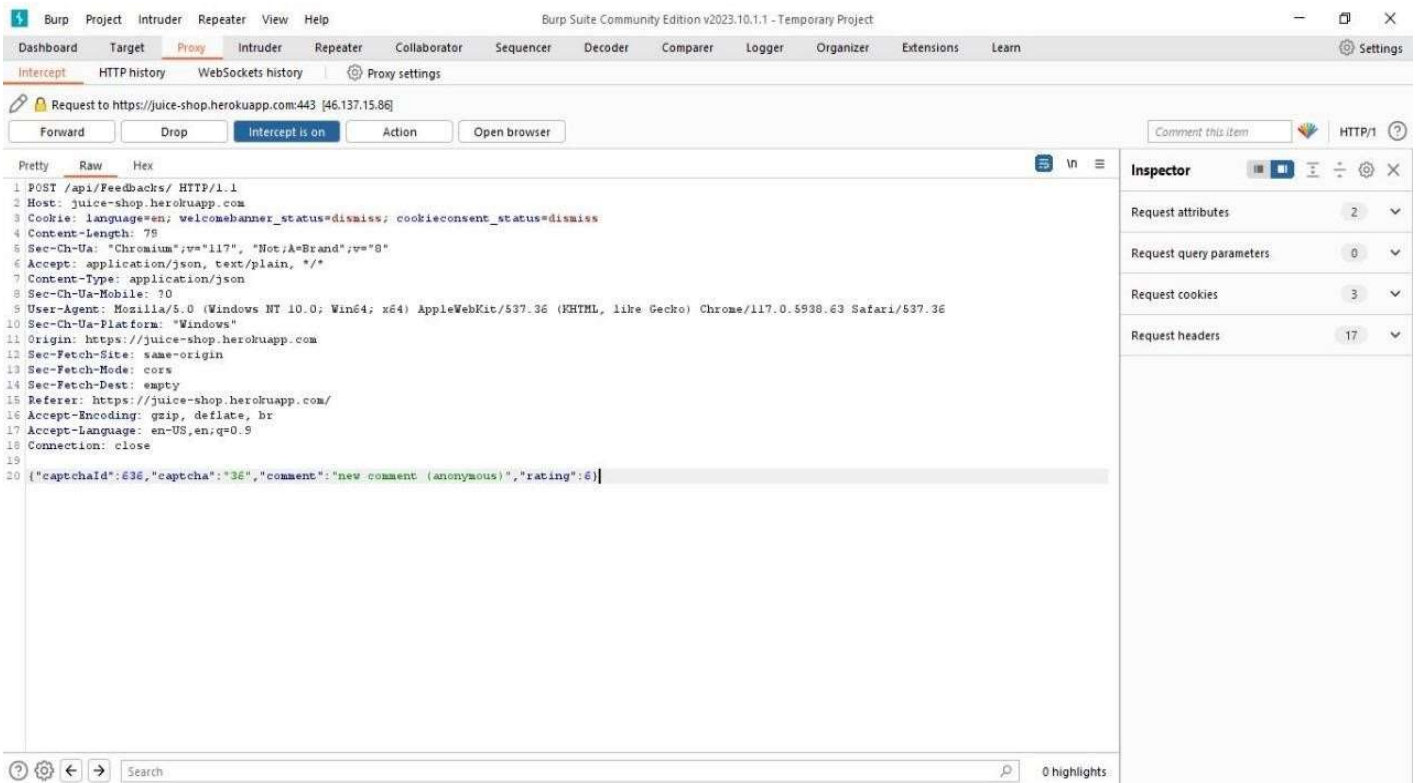 Burp Project Intruder Repeater View Help Burp Suite Community Edition v2023.10.1.1 - Temporary Project
Dashboard Target Proxy Intruder Repeater Collaborator Sequencer Decoder Comparer Logger Organizer Extensions Learn Settings
Intercept HTTP history WebSockets history Proxy settings
Request to https://juice-shop.herokuapp.com:443 [46.137.15.86]
Forward Drop Intercept is on Action Open browser Comment this item HTTP/1 ?
Pretty Raw Hex \n
1 POST /api/Feedbacks/ HTTP/1.1
2 Host: juice-shop.herokuapp.com
3 Cookie: language=en; welcomebanner_status=dismiss; cookieconsent_status=dismiss
4 Content-Length: 79
5 Sec-Ch-Ua: "Chromium";v="117", "Not;A=Brand";v="8"
6 Accept: application/json, text/plain, */*
7 Content-Type: application/json
8 Sec-Ch-Ua-Mobile: ?0
9 User-Agent: Mozilla/5.0 (Windows NT 10.0; Win64; x64) AppleWebKit/537.36 (KHTML, like Gecko) Chrome/117.0.5938.63 Safari/537.36
10 Sec-Ch-Ua-Platform: "Windows"
11 Origin: https://juice-shop.herokuapp.com
12 Sec-Fetch-Site: same-origin
13 Sec-Fetch-Mode: cors
14 Sec-Fetch-Dest: empty
15 Referer: https://juice-shop.herokuapp.com/
16 Accept-Encoding: gzip, deflate, br
17 Accept-Language: en-US,en;q=0.9
18 Connection: close
19
20 {"captchaId":636,"captcha":"36","comment":"new comment (anonymous)","rating":6}
Inspector
Request attributes 2
Request query parameters 0
Request cookies 3
Request headers 17
? Search 0 highlights